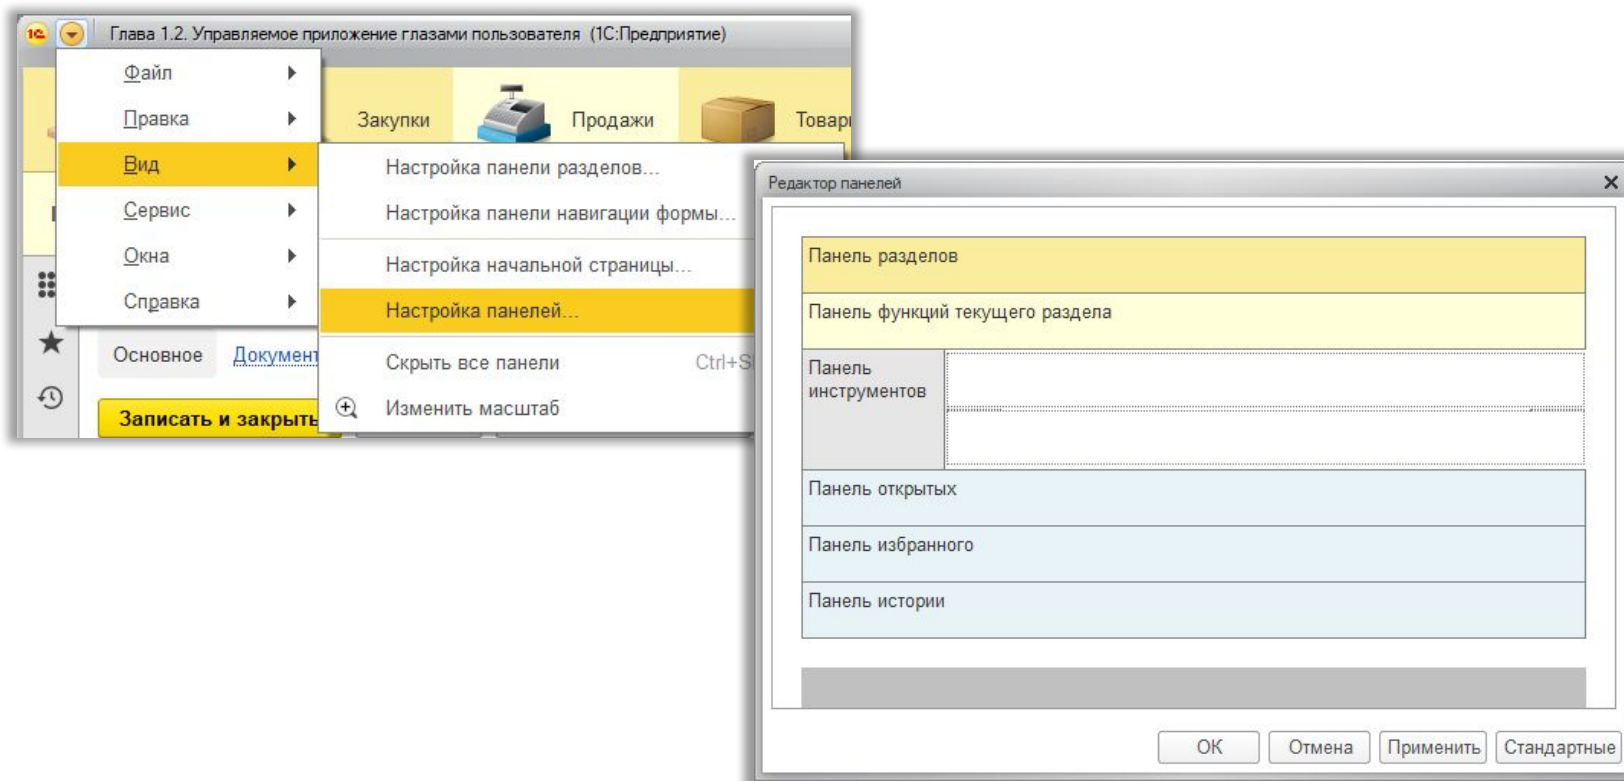 Глава 1.2. Управляемое приложение глазами пользователя (1С:Предприятие)
Файл
Правка
Вид
Сервис
Окна
Справка
Закупки
Продажи
Товар
Настройка панели разделов...
Настройка панели навигации формы...
Настройка начальной страницы...
Настройка панелей...
Скрыть все панели Ctrl+S
Изменить масштаб
Основное Документ
Записать и закрыть
Редактор панелей
Панель разделов
Панель функций текущего раздела
Панель
инструментов
Панель открытых
Панель избранного
Панель истории
ОК Отмена Применить Стандартные